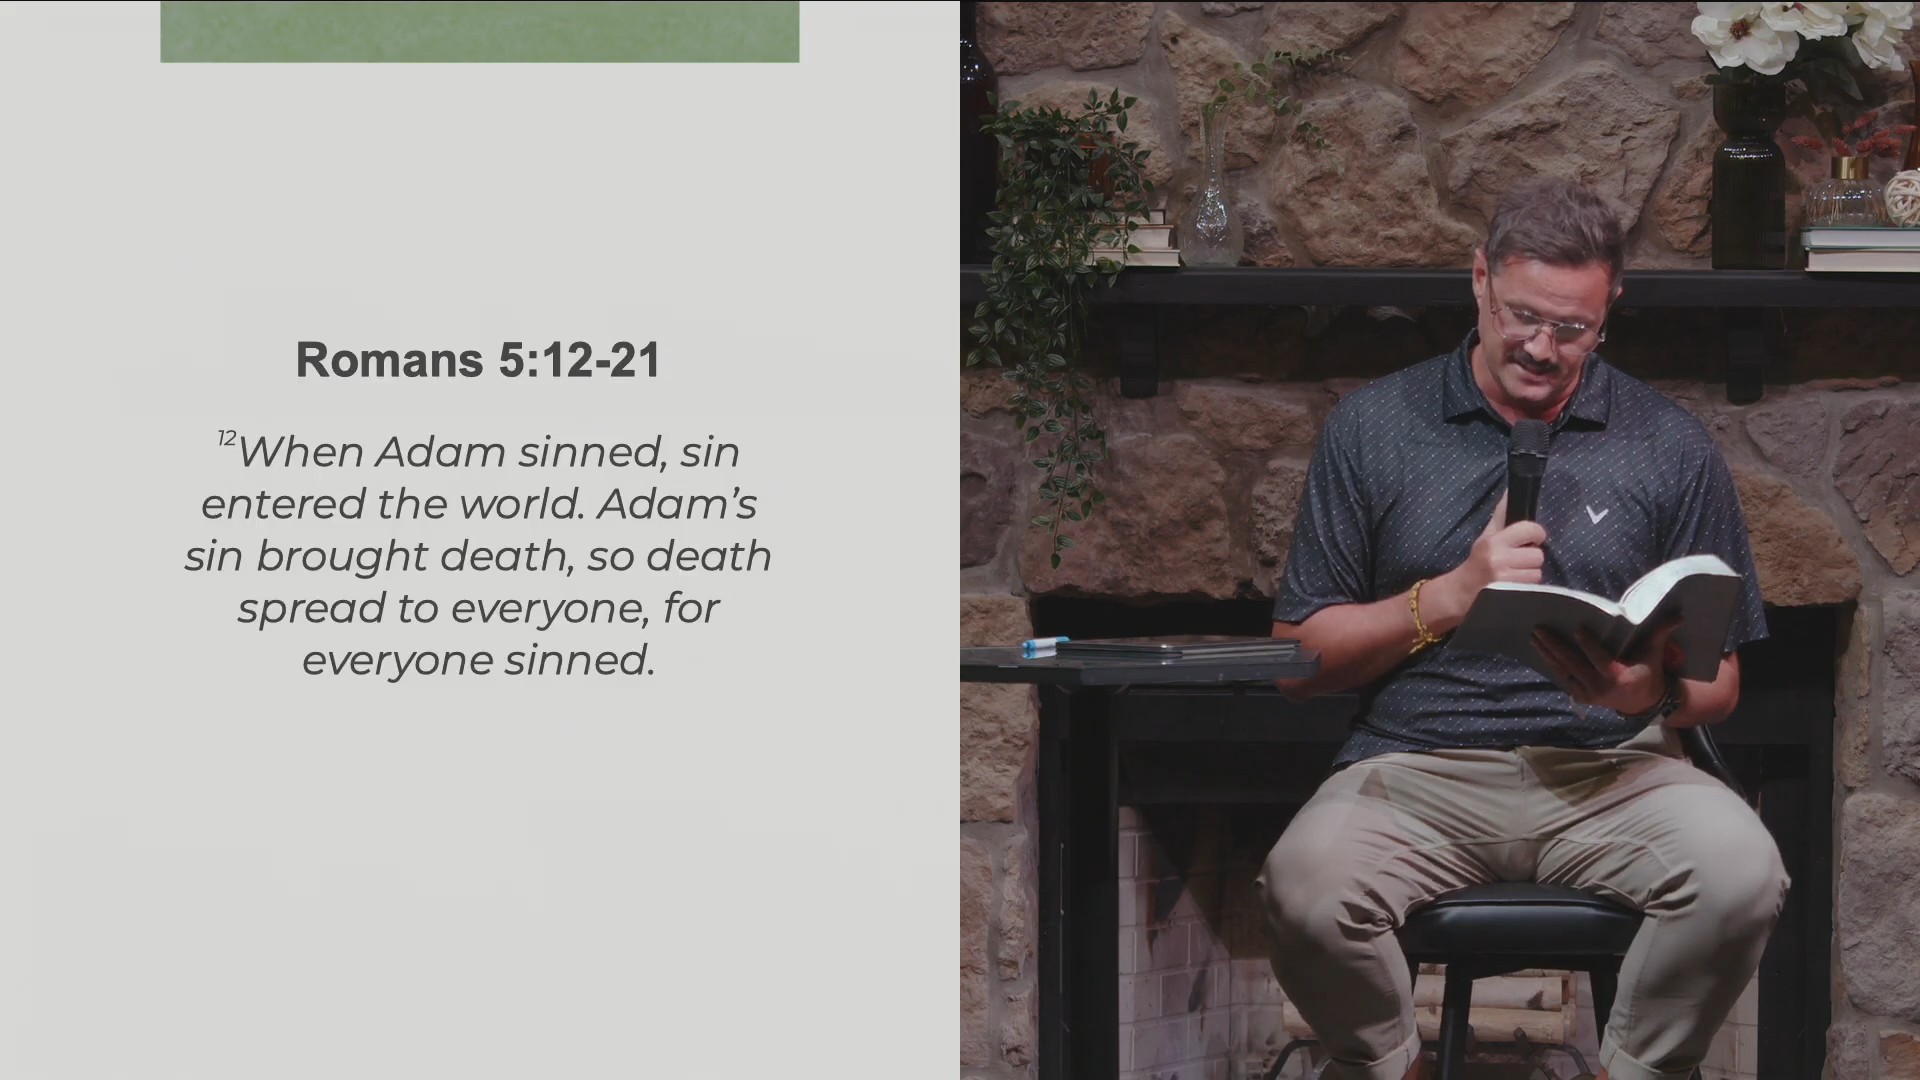 Romans 5:12-21
12When Adam sinned, sin
entered the world. Adam’s
sin brought death, so death
spread to everyone, for
everyone sinned.